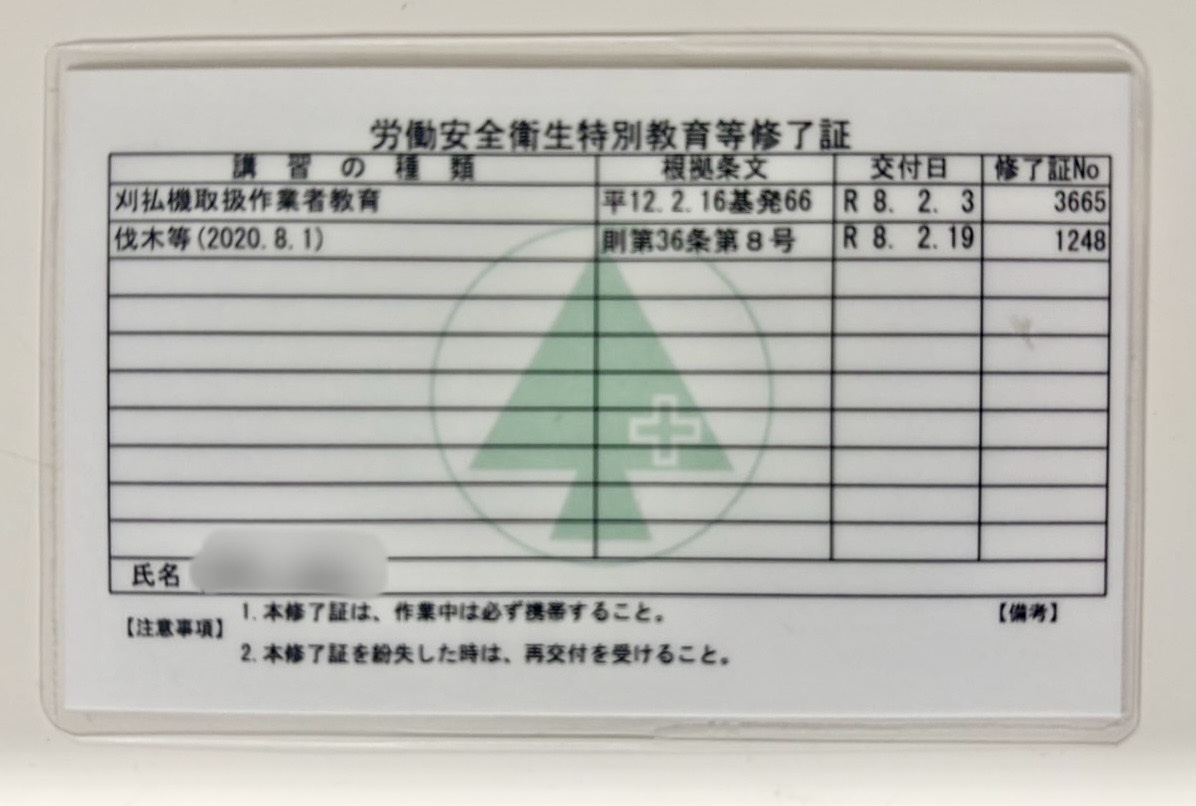 労働安全衛生特別教育等修了証
講習の種類 根拠条文 交付日 修了証No
刈払機取扱作業者教育 平12.2.16基発66 R 8. 2. 3 3665
伐木等(2020.8.1) 則第36条第8号 R 8. 2.19 1248
氏名
【注意事項】 1.本修了証は、作業中は必ず携帯すること。 【備考】
2.本修了証を紛失した時は、再交付を受けること。